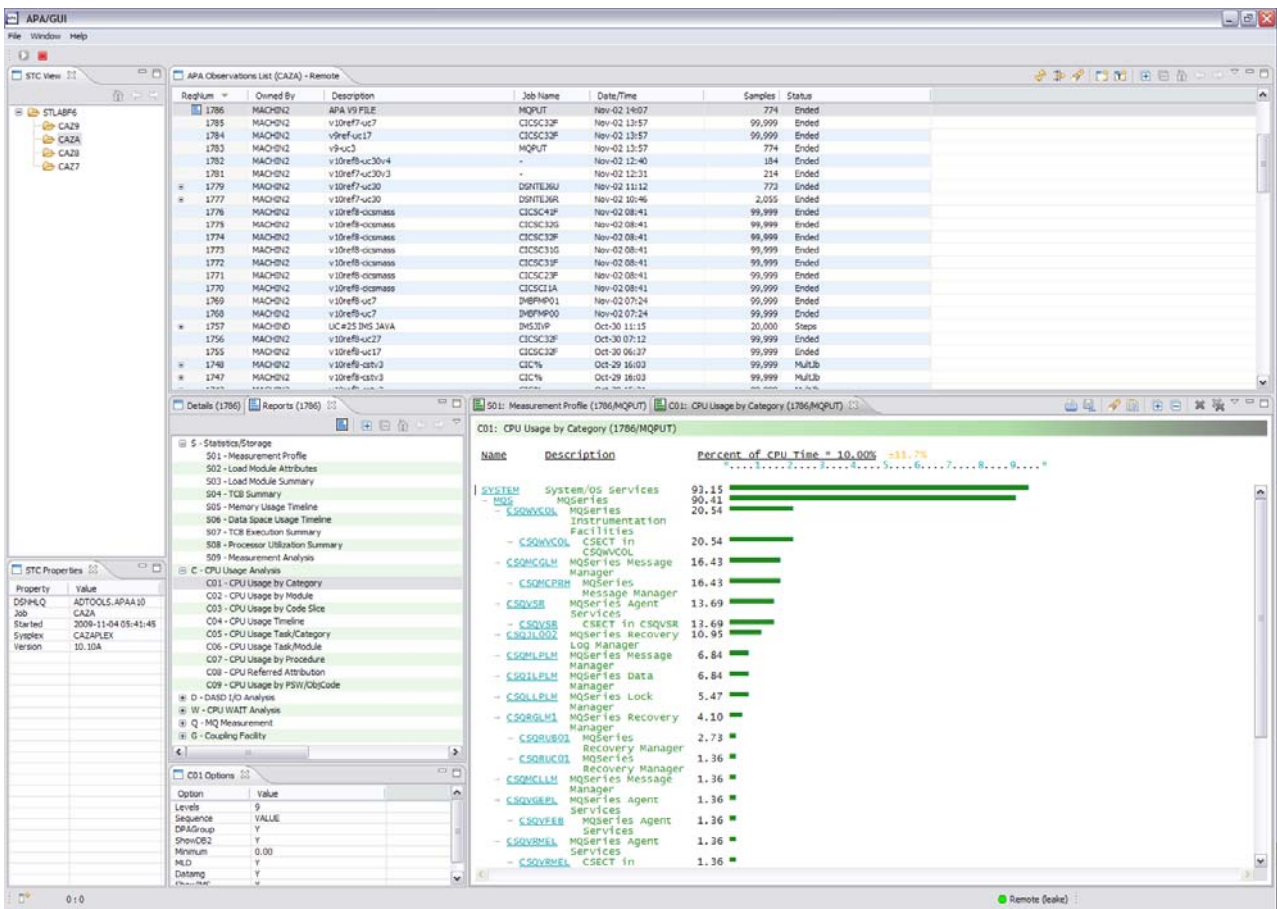 APA/GUI
File Window Help
STC View
STLABF6
CAZ9
CAZA
CAZ8
CAZ7
APA Observations List (CAZA) - Remote
ReqNum Owned By Description Job Name Date/Time Samples Status
1786 MACHIN2 APA V9 FILE MQPUT Nov-02 14:07 774 Ended
1785 MACHIN2 v10ref7-uc7 CICSC32F Nov-02 13:57 99,999 Ended
1784 MACHIN2 v9ref-uc17 CICSC32F Nov-02 13:57 99,999 Ended
1783 MACHIN2 v9-uc3 MQPUT Nov-02 13:57 774 Ended
1782 MACHIN2 v10ref8-uc30v4 - Nov-02 12:40 184 Ended
1781 MACHIN2 v10ref7-uc30v3 - Nov-02 12:31 214 Ended
1779 MACHIN2 v10ref7-uc30 DSNTEJ6U Nov-02 11:12 773 Ended
1777 MACHIN2 v10ref7-uc30 DSNTEJ6R Nov-02 10:46 2,055 Ended
1776 MACHIN2 v10ref8-cicsmass CICSC41F Nov-02 08:41 99,999 Ended
1775 MACHIN2 v10ref8-cicsmass CICSC32G Nov-02 08:41 99,999 Ended
1774 MACHIN2 v10ref8-cicsmass CICSC32F Nov-02 08:41 99,999 Ended
1773 MACHIN2 v10ref8-cicsmass CICSC31G Nov-02 08:41 99,999 Ended
1772 MACHIN2 v10ref8-cicsmass CICSC31F Nov-02 08:41 99,999 Ended
1771 MACHIN2 v10ref8-cicsmass CICSC23F Nov-02 08:41 99,999 Ended
1770 MACHIN2 v10ref8-cicsmass CICSCI1A Nov-02 08:41 99,999 Ended
1769 MACHIN2 v10ref8-uc7 IMBFMP01 Nov-02 07:24 99,999 Ended
1768 MACHIN2 v10ref8-uc7 IMBFMP00 Nov-02 07:24 99,999 Ended
1757 MACHIND UC#25 IMS JAVA IMSJIVP Oct-30 11:15 20,000 Steps
1756 MACHIN2 v10ref8-uc27 CICSC32F Oct-30 07:12 99,999 Ended
1755 MACHIN2 v10ref8-uc17 CICSC32F Oct-30 06:37 99,999 Ended
1748 MACHIN2 v10ref8-cstv3 CIC% Oct-29 16:03 99,999 MultJb
1747 MACHIN2 v10ref8-cstv3 CIC% Oct-29 16:03 99,999 MultJb
Details (1786) Reports (1786)
S - Statistics/Storage
S01 - Measurement Profile
S02 - Load Module Attributes
S03 - Load Module Summary
S04 - TCB Summary
S05 - Memory Usage Timeline
S06 - Data Space Usage Timeline
S07 - TCB Execution Summary
S08 - Processor Utilization Summary
S09 - Measurement Analysis
C - CPU Usage Analysis
C01 - CPU Usage by Category
C02 - CPU Usage by Module
C03 - CPU Usage by Code Slice
C04 - CPU Usage Timeline
C05 - CPU Usage Task/Category
C06 - CPU Usage Task/Module
C07 - CPU Usage by Procedure
C08 - CPU Referred Attribution
C09 - CPU Usage by PSW/ObjCode
D - DASD I/O Analysis
W - CPU WAIT Analysis
Q - MQ Measurement
G - Coupling Facility
STC Properties
Property Value
DSNHLQ ADTOOLS.APAA10
Job CAZA
Started 2009-11-04 05:41:45
Sysplex CAZAPLEX
Version 10.10A
C01 Options
Option Value
Levels 9
Sequence VALUE
DPAGroup Y
ShowDB2 Y
Minimum 0.00
MLD Y
Datamg Y
S01: Measurement Profile (1786/MQPUT) C01: CPU Usage by Category (1786/MQPUT)
C01: CPU Usage by Category (1786/MQPUT)
Name Description Percent of CPU Time * 10.00% ±11.7%
*....1....2....3....4....5....6....7....8....9....*
SYSTEM System/OS Services 93.15
- MQS MQSeries 90.41
- CSQWVCOL MQSeries 20.54
Instrumentation
Facilities
- CSQWVCOL CSECT in 20.54
CSQWVCOL
- CSQMCGLM MQSeries Message 16.43
Manager
- CSQMCPRM MQSeries 16.43
Message Manager
- CSQVSR MQSeries Agent 13.69
Services
- CSQVSR CSECT in CSQVSR 13.69
- CSQJL002 MQSeries Recovery 10.95
Log Manager
- CSQMLPLM MQSeries Message 6.84
Manager
- CSQILPLM MQSeries Data 6.84
Manager
- CSQLLPLM MQSeries Lock 5.47
Manager
- CSQRGLM1 MQSeries Recovery 4.10
Manager
- CSQRUB01 MQSeries 2.73
Recovery Manager
- CSQRUC01 MQSeries 1.36
Recovery Manager
- CSQMCLLM MQSeries Message 1.36
Manager
- CSQVGEPL MQSeries Agent 1.36
Services
- CSQVFEB MQSeries Agent 1.36
Services
- CSQVRMEL MQSeries Agent 1.36
Services
- CSQVRMEL CSECT in 1.36
0:0
Remote (leake)